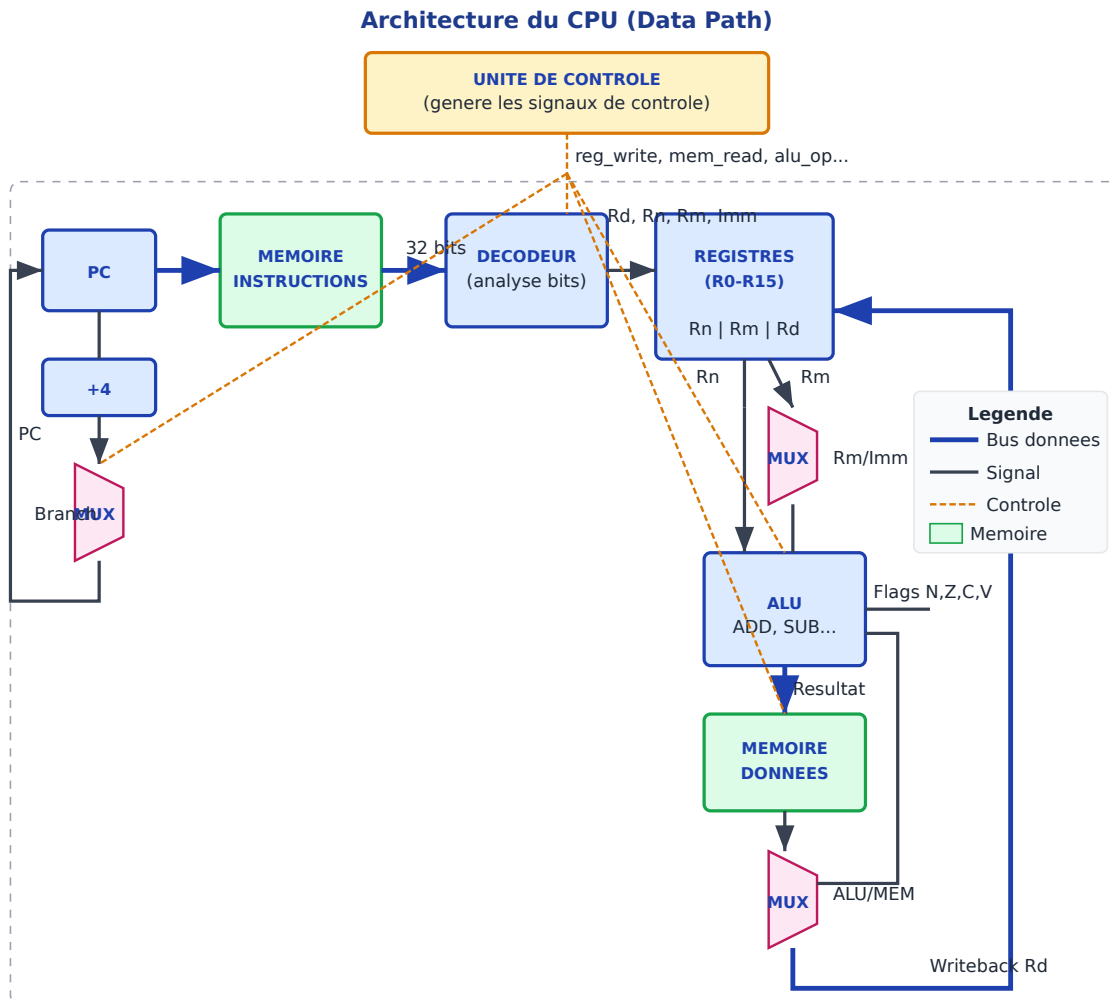 Architecture du CPU (Data Path)
UNITE DE CONTROLE
(genere les signaux de controle)
reg_write, mem_read, alu_op...
Rd, Rn, Rm, Imm
32 bits
PC
MEMOIRE
INSTRUCTIONS
DECODEUR
(analyse bits)
REGISTRES
(R0-R15)
Rn | Rm | Rd
+4
Rn
Rm
PC
MUX
Rm/Imm
Branch
MUX
Legende
Bus donnees
Signal
Controle
Memoire
ALU
ADD, SUB...
Flags N,Z,C,V
Resultat
MEMOIRE
DONNEES
MUX
ALU/MEM
Writeback Rd